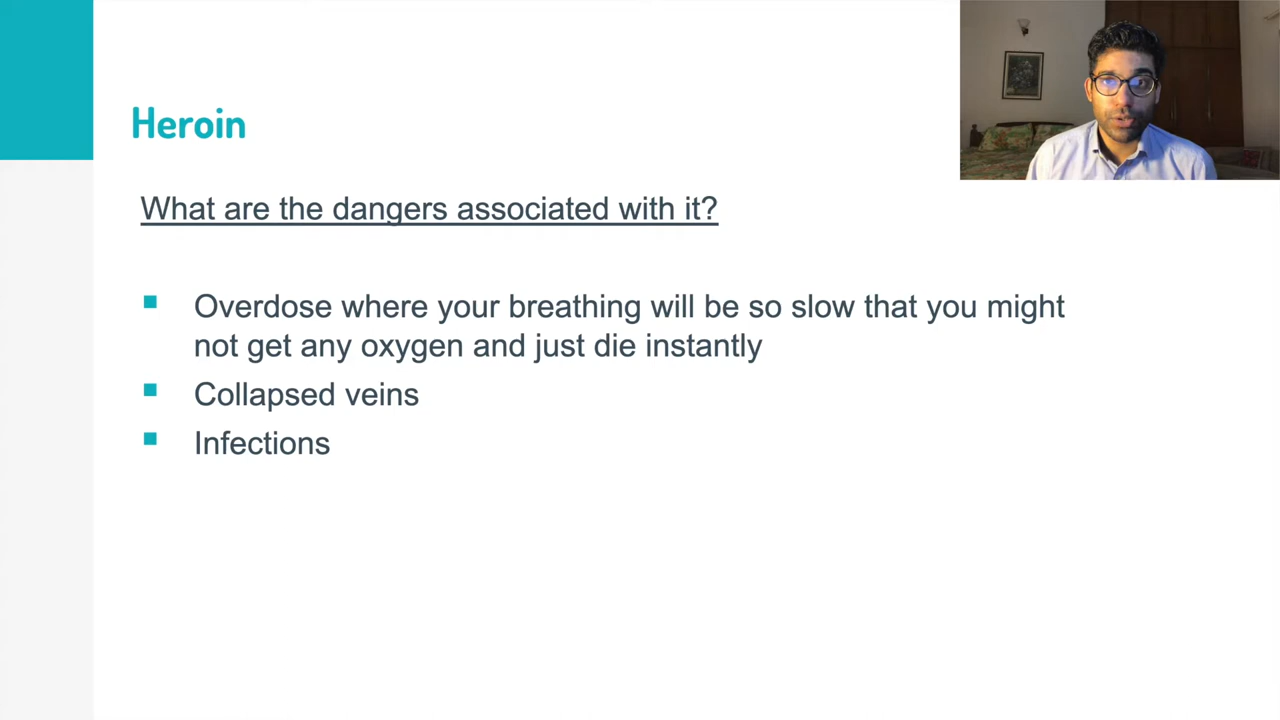 Heroin
What are the dangers associated with it?
Overdose where your breathing will be so slow that you might
not get any oxygen and just die instantly
Collapsed veins
Infections